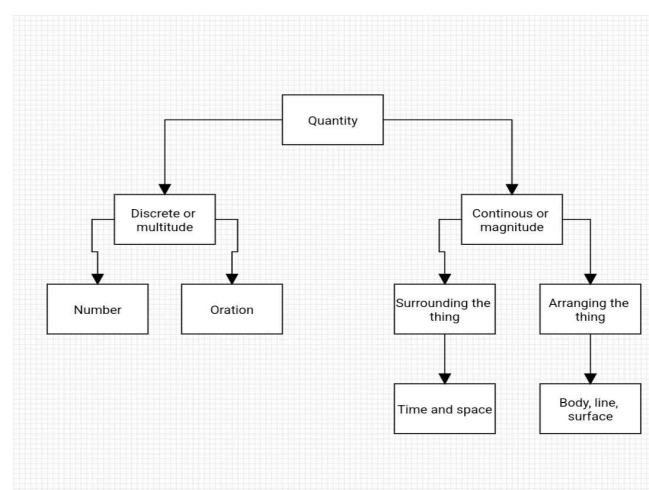 Quantity
Discrete or
multitude
Continous or
magnitude
Number
Oration
Surrounding the
thing
Arranging the
thing
Time and space
Body, line,
surface